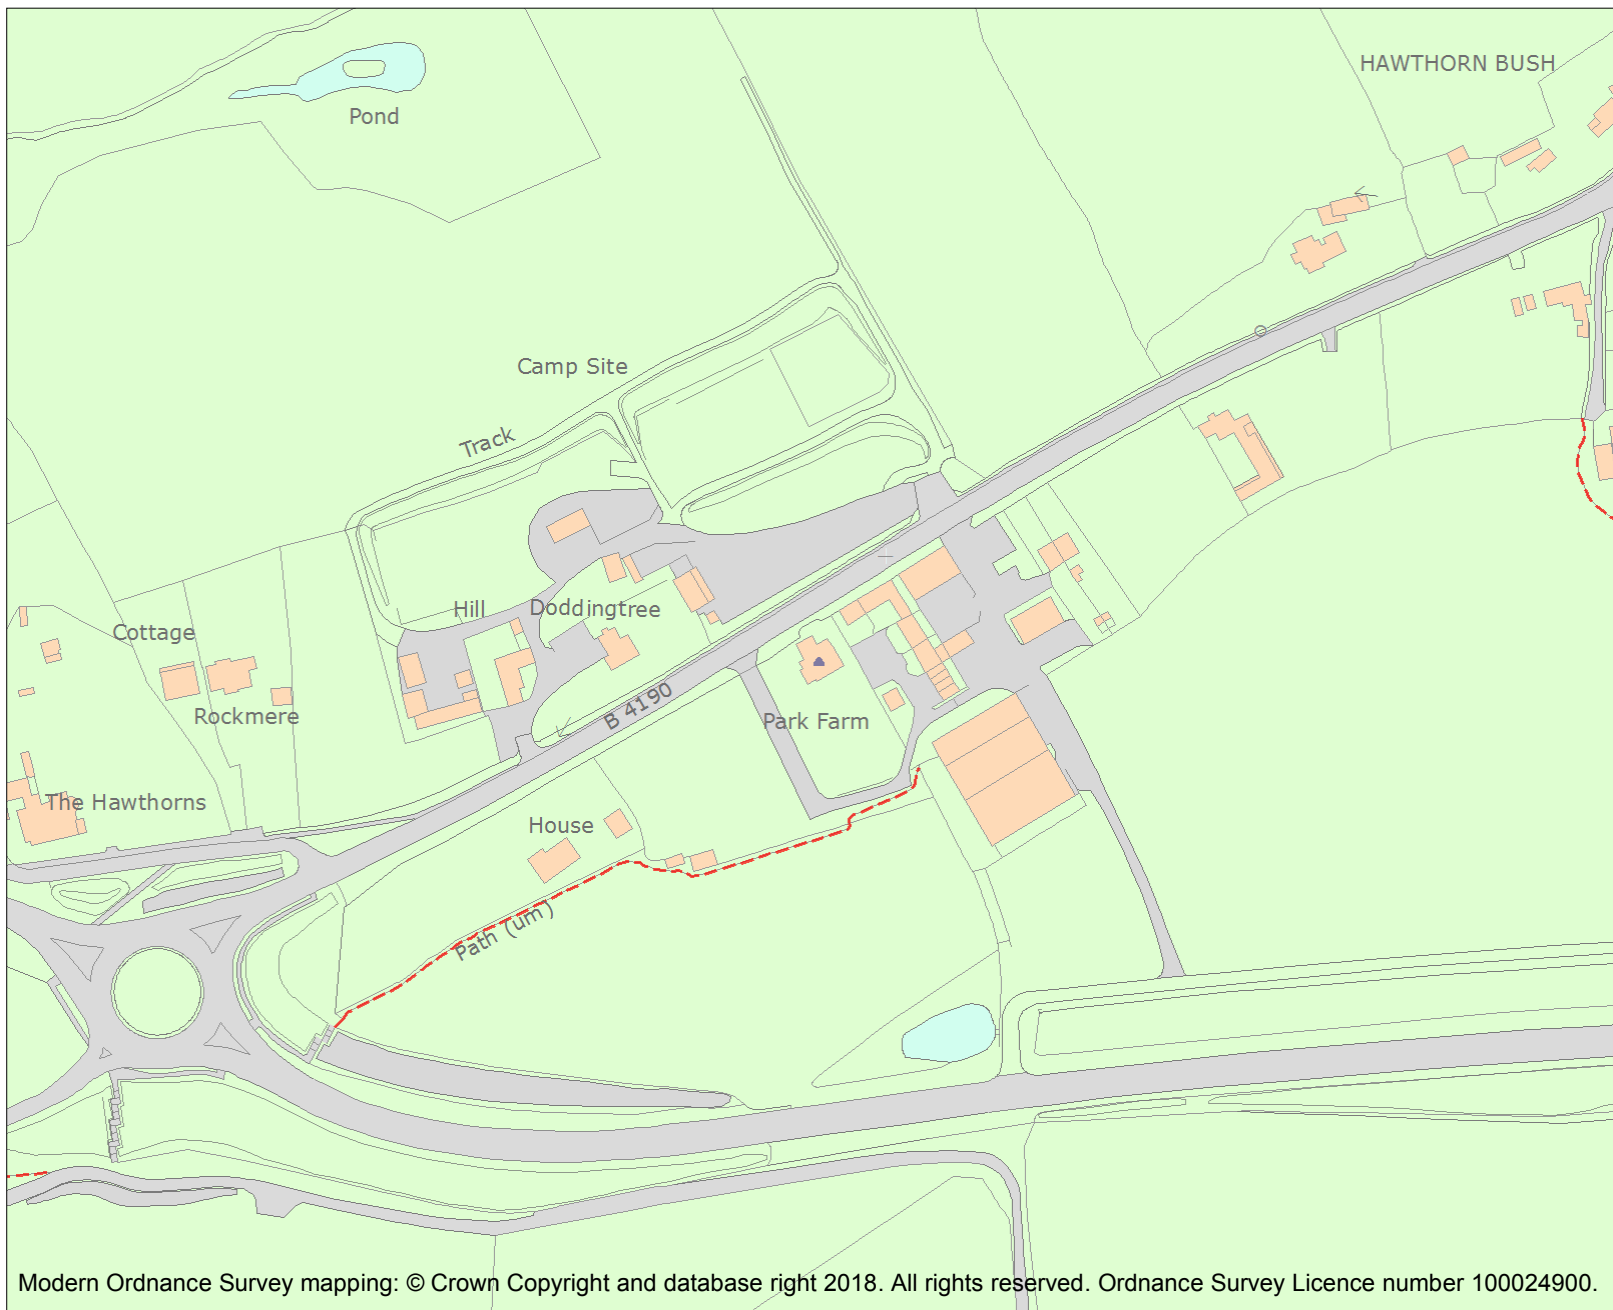 HAWTHORN BUSH
Pond
Camp Site
Track
Hill
Doddingtree
Cottage
Rockmere
B 4190
Park Farm
The Hawthorns
House
Path (um)
Modern Ordnance Survey mapping: © Crown Copyright and database right 2018. All rights reserved. Ordnance Survey Licence number 100024900.